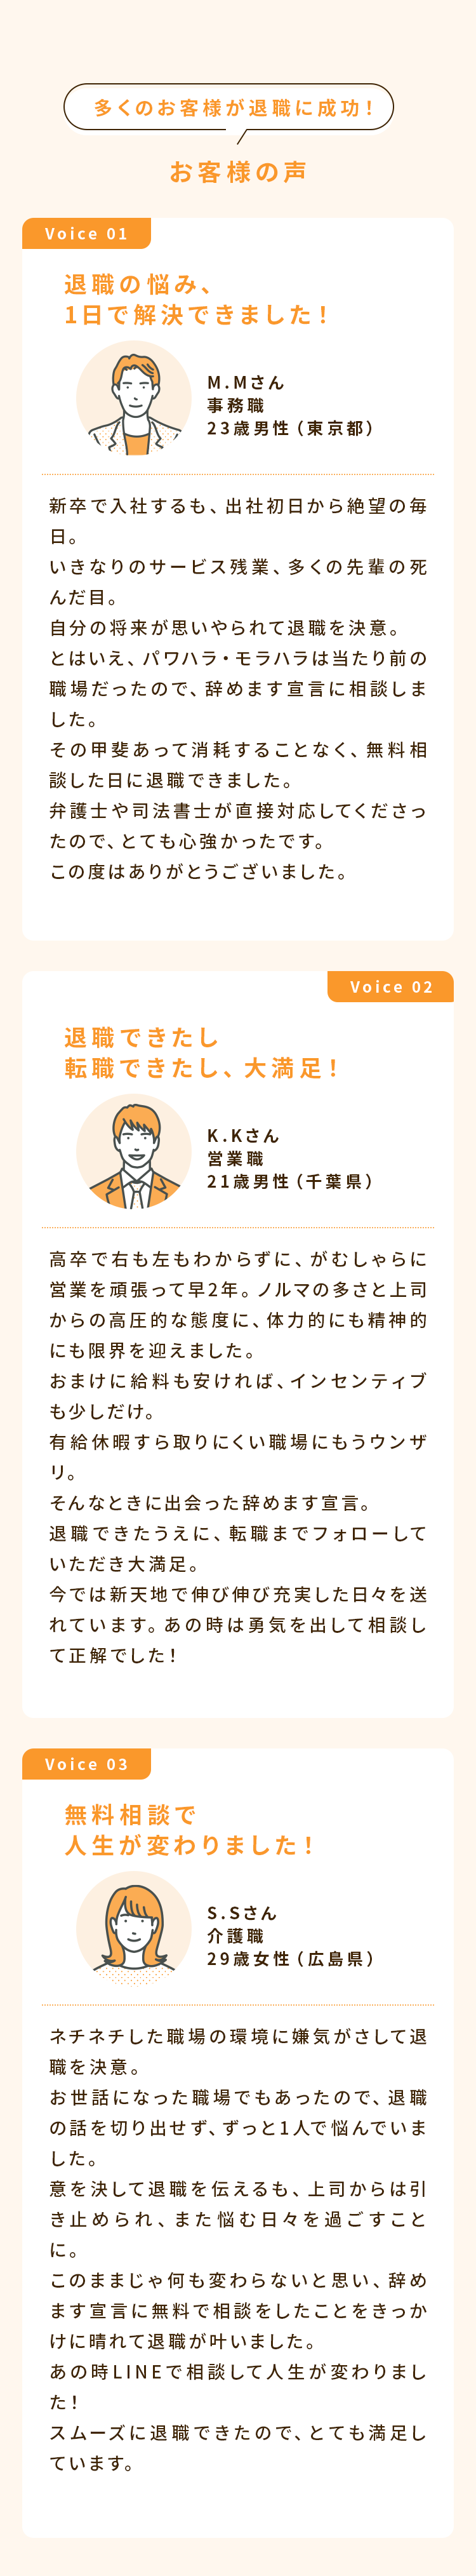 多くのお客様が退職に成功！
お客様の声
Voice 01
退職の悩み、
1日で解決できました！
M.Mさん
事務職
23歳男性（東京都）
新卒で入社するも、出社初日から絶望の毎
日。
いきなりのサービス残業、多くの先輩の死
んだ目。
自分の将来が思いやられて退職を決意。
とはいえ、パワハラ・モラハラは当たり前の
職場だったので、辞めます宣言に相談しま
した。
その甲斐あって消耗することなく、無料相
談した日に退職できました。
弁護士や司法書士が直接対応してくださっ
たので、とても心強かったです。
この度はありがとうございました。
Voice 02
退職できたし
転職できたし、大満足！
K.Kさん
営業職
21歳男性（千葉県）
高卒で右も左もわからずに、がむしゃらに
営業を頑張って早2年。ノルマの多さと上司
からの高圧的な態度に、体力的にも精神的
にも限界を迎えました。
おまけに給料も安ければ、インセンティブ
も少しだけ。
有給休暇すら取りにくい職場にもうウンザ
リ。
そんなときに出会った辞めます宣言。
退職できたうえに、転職までフォローして
いただき大満足。
今では新天地で伸び伸び充実した日々を送
れています。あの時は勇気を出して相談し
て正解でした！
Voice 03
無料相談で
人生が変わりました！
S.Sさん
介護職
29歳女性（広島県）
ネチネチした職場の環境に嫌気がさして退
職を決意。
お世話になった職場でもあったので、退職
の話を切り出せず、ずっと1人で悩んでいま
した。
意を決して退職を伝えるも、上司からは引
き止められ、また悩む日々を過ごすこと
に。
このままじゃ何も変わらないと思い、辞め
ます宣言に無料で相談をしたことをきっか
けに晴れて退職が叶いました。
あの時LINEで相談して人生が変わりまし
た！
スムーズに退職できたので、とても満足し
ています。